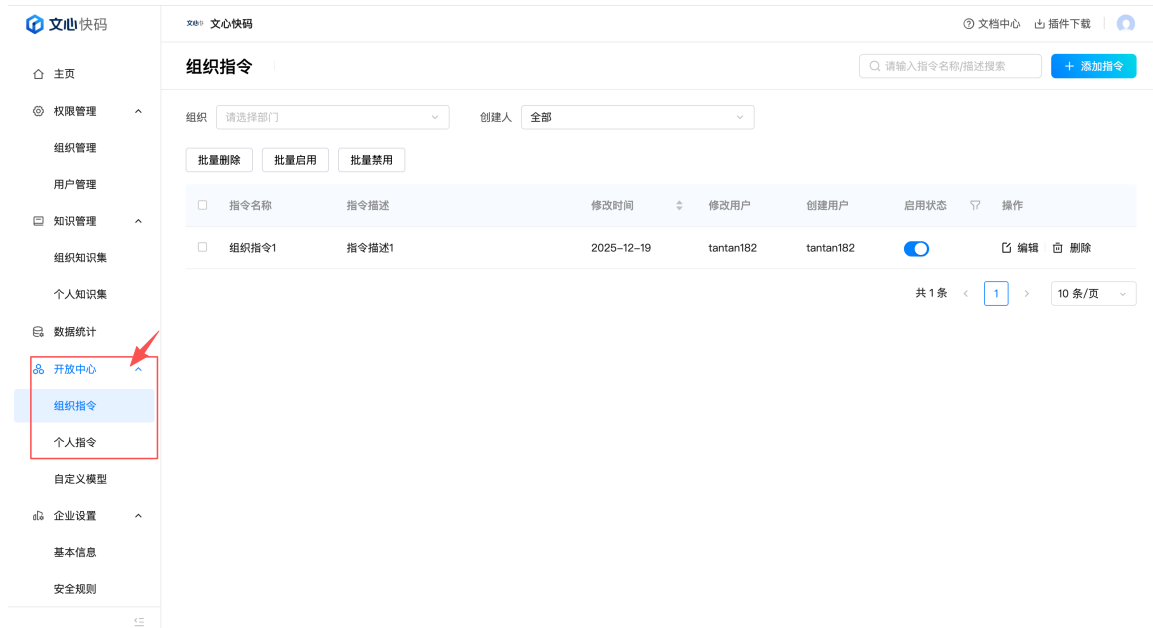 文心快码
文心快码 文档中心 插件下载
组织指令 请输入指令名称/描述搜索 + 添加指令
主页
权限管理
组织管理
用户管理
知识管理
组织知识集
个人知识集
数据统计
开放中心
组织指令
个人指令
自定义模型
企业设置
基本信息
安全规则
组织 请选择部门 创建人 全部
批量删除 批量启用 批量禁用
指令名称 指令描述 修改时间 修改用户 创建用户 启用状态 操作
组织指令1 指令描述1 2025-12-19 tantan182 tantan182 编辑 删除
共 1 条 < 1 > 10 条/页